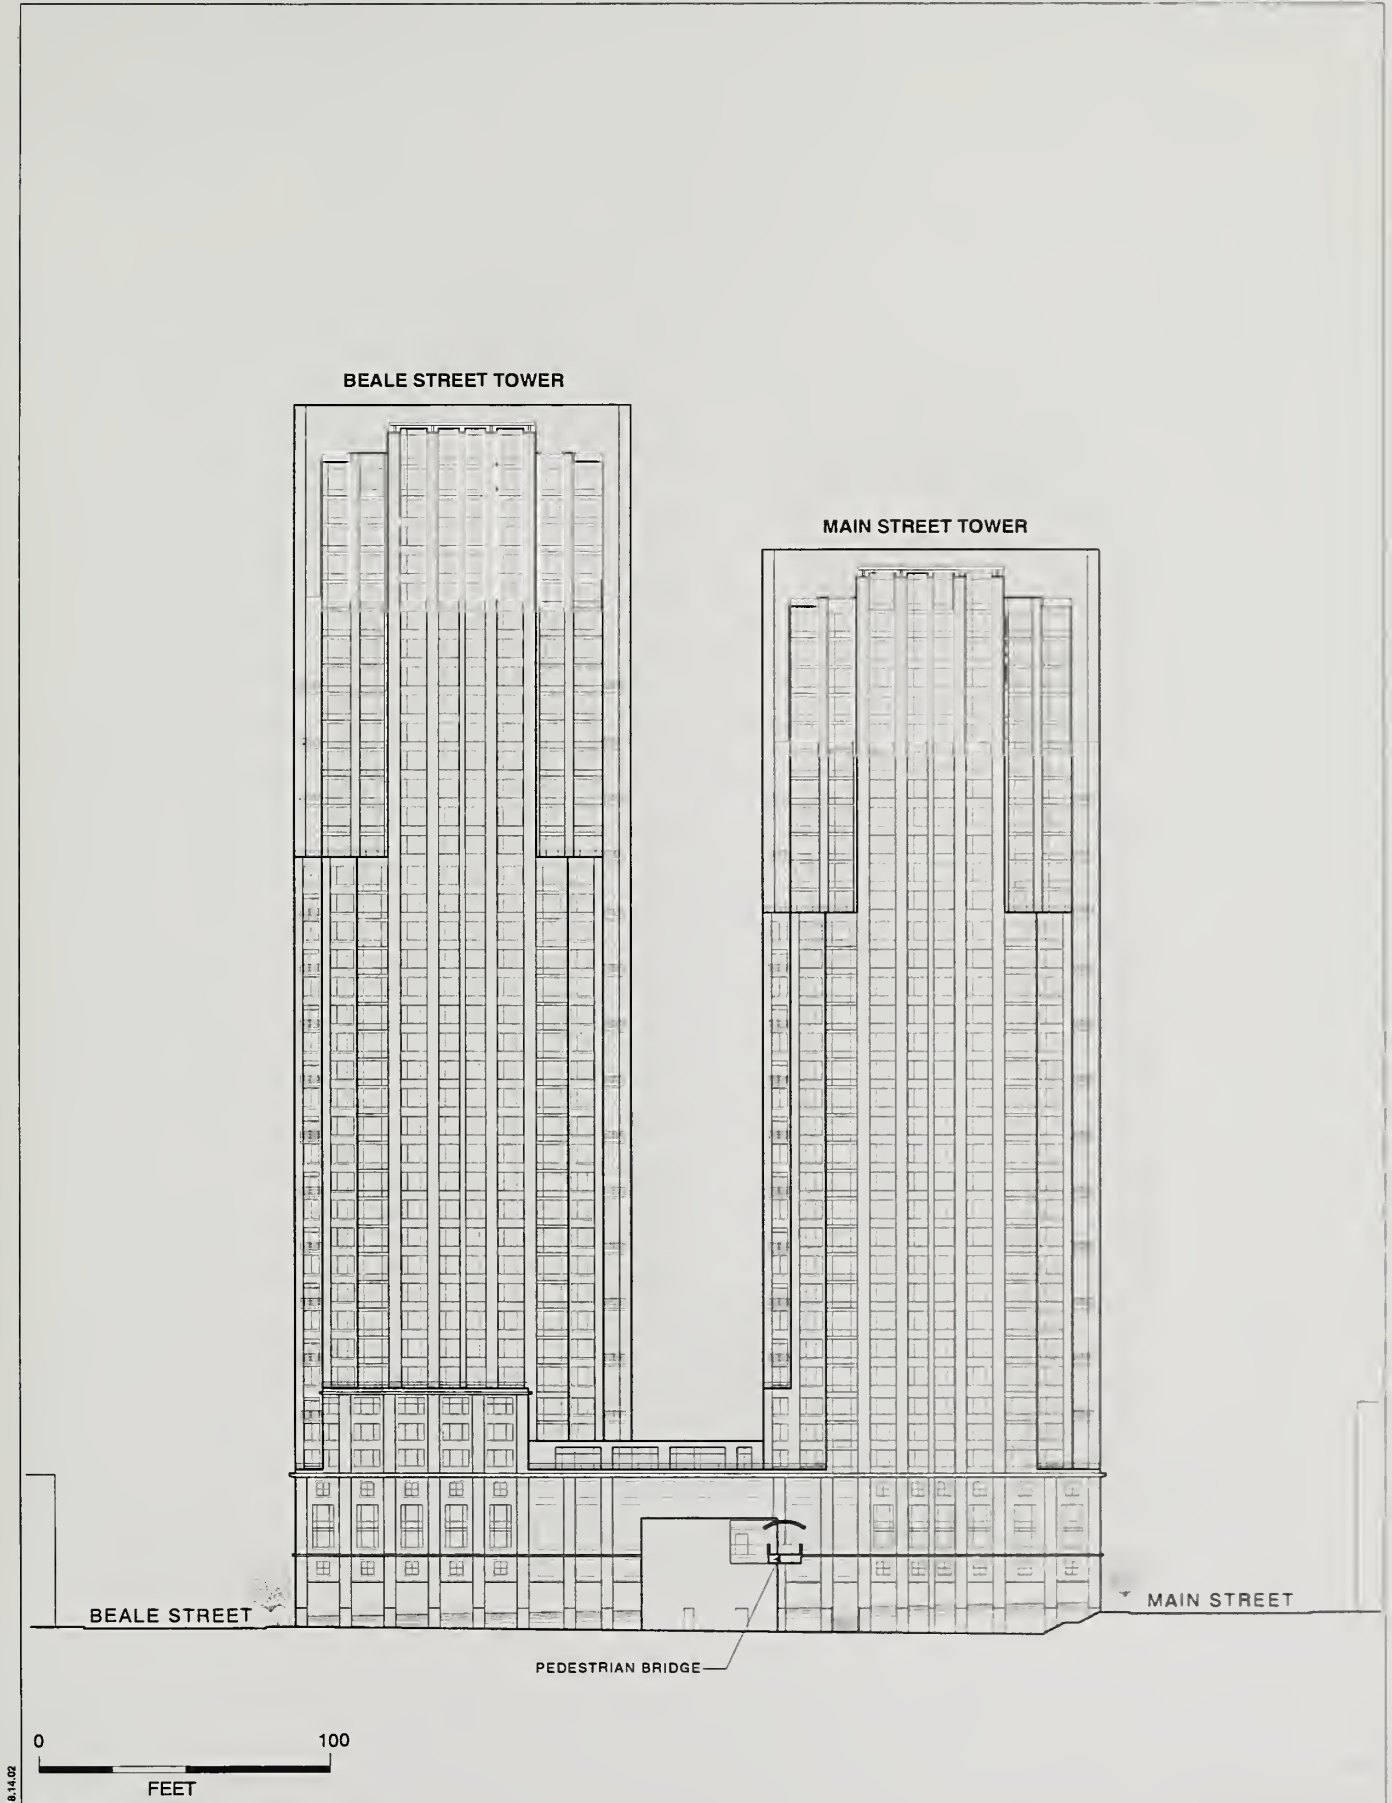 BEALE STREET TOWER
MAIN STREET TOWER
BEALE STREET
MAIN STREET
PEDESTRIAN BRIDGE
0 100
FEET
8.14.02